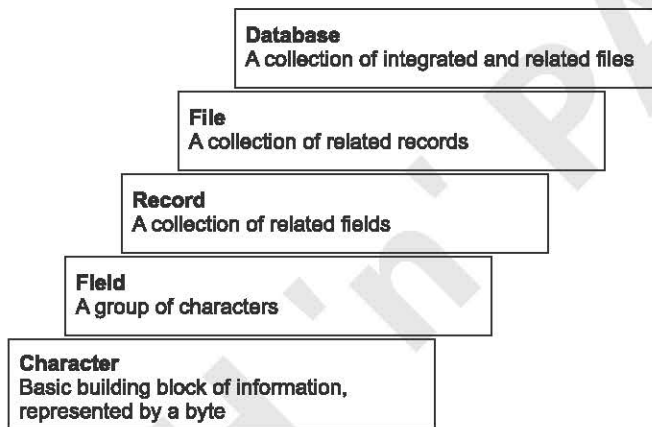 Database
A collection of integrated and related files
File
A collection of related records
Record
A collection of related fields
Field
A group of characters
Character
Basic building block of information,
represented by a byte